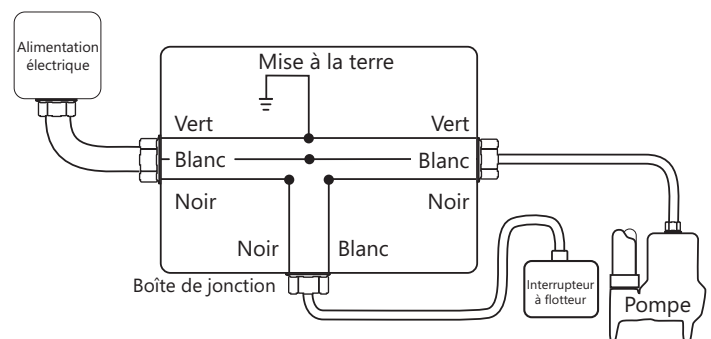 Alimentation
électrique
Mise à la terre
Vert
Vert
Blanc
Blanc
Noir
Noir
Noir
Blanc
Boîte de jonction
Interrupteur
à flotteur
Pompe